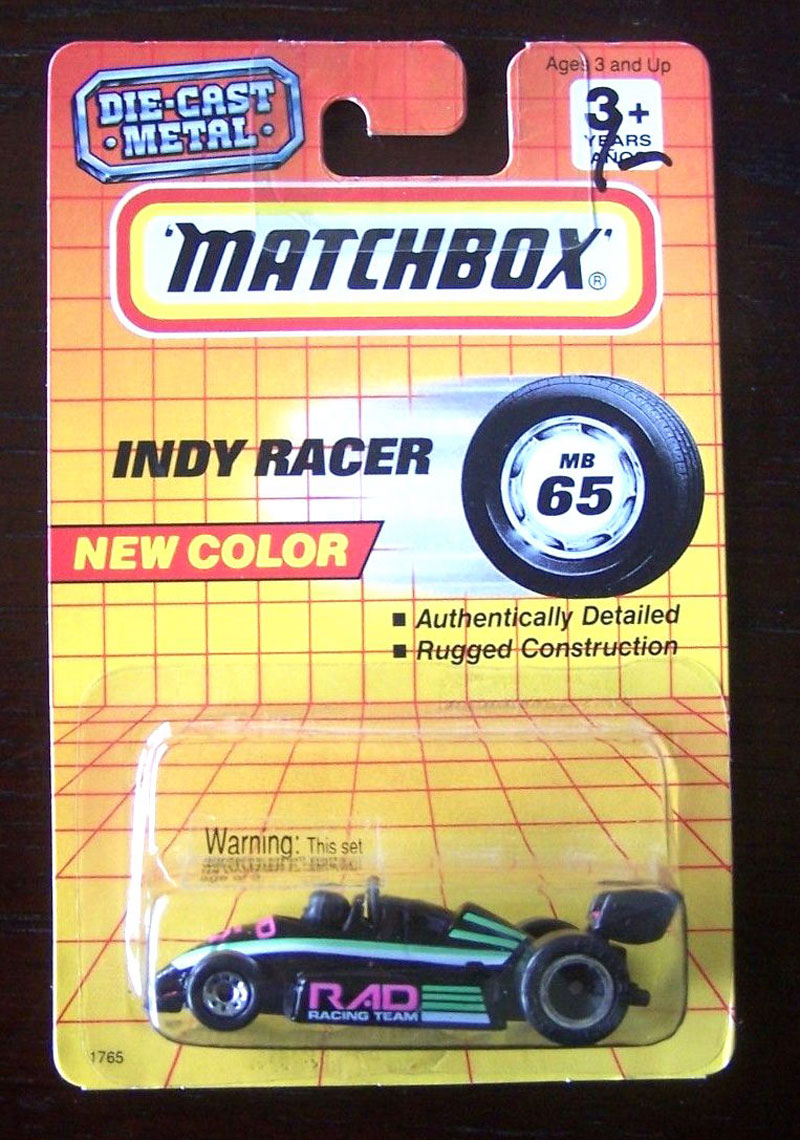 Ages 3 and Up
DIE-CAST
METAL
3+
YEARS
AÑOS
'MATCHBOX'®
INDY RACER
MB
65
NEW COLOR
■ Authentically Detailed
■ Rugged Construction
Warning: This set
RAD
RACING TEAM
1765